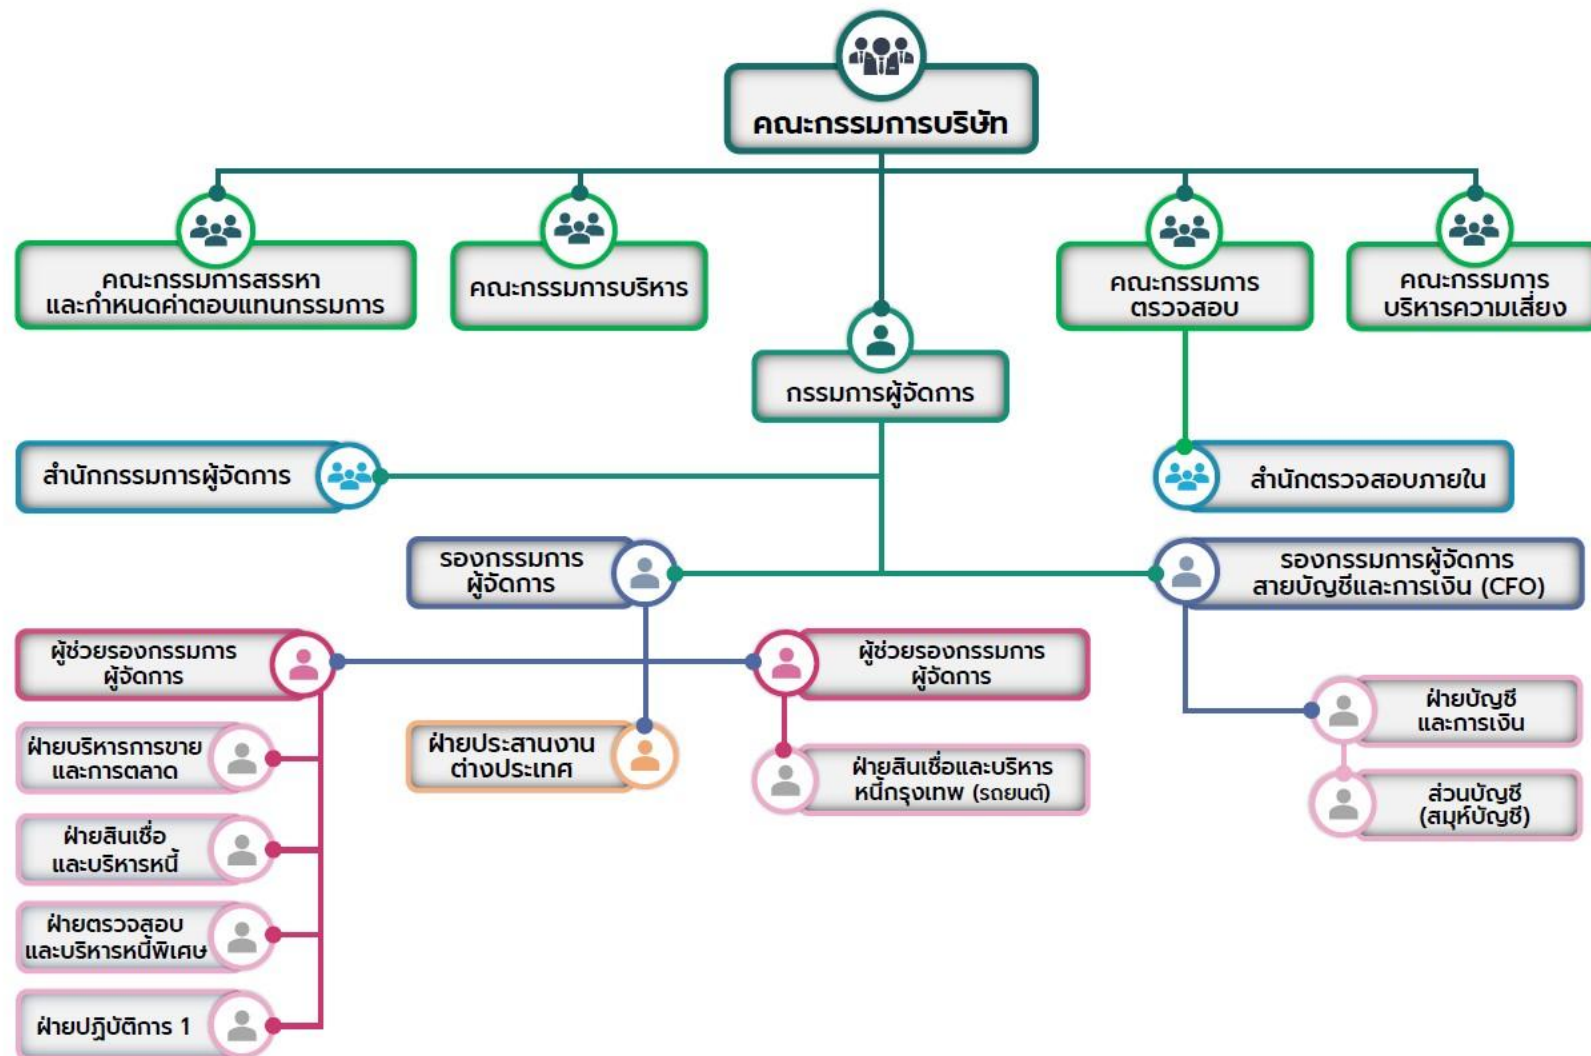 คณะกรรมการบริษัท
คณะกรรมการสรรหา
และกำหนดค่าตอบแทนกรรมการ
คณะกรรมการบริหาร
คณะกรรมการ
ตรวจสอบ
คณะกรรมการ
บริหารความเสี่ยง
กรรมการผู้จัดการ
สำนักกรรมการผู้จัดการ
สำนักตรวจสอบภายใน
รองกรรมการ
ผู้จัดการ
รองกรรมการผู้จัดการ
สายบัญชีและการเงิน (CFO)
ผู้ช่วยรองกรรมการ
ผู้จัดการ
ผู้ช่วยรองกรรมการ
ผู้จัดการ
ฝ่ายบัญชี
และการเงิน
ฝ่ายบริหารการขาย
และการตลาด
ฝ่ายประสานงาน
ต่างประเทศ
ฝ่ายสินเชื่อและบริหาร
หนี้กรุงเทพ (รถยนต์)
ส่วนบัญชี
(สมุห์บัญชี)
ฝ่ายสินเชื่อ
และบริหารหนี้
ฝ่ายตรวจสอบ
และบริหารหนี้พิเศษ
ฝ่ายปฏิบัติการ 1